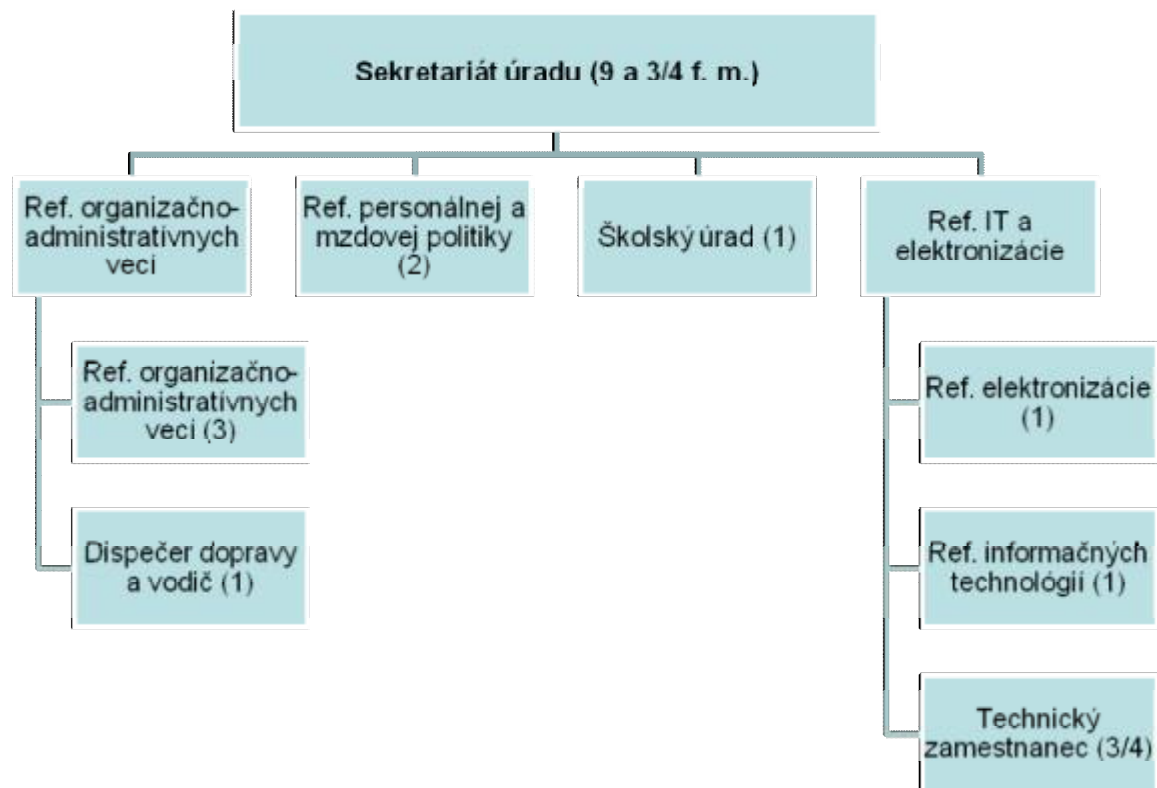 Sekretariát úradu (9 a 3/4 f. m.)
Ref. organizačno-
administratívnych
vecí
Ref. personálnej a
mzdovej politiky
(2)
Školský úrad (1)
Ref. IT a
elektronizácie
Ref. organizačno-
administratívnych
vecí (3)
Dispečer dopravy
a vodič (1)
Ref. elektronizácie
(1)
Ref. informačných
technológií (1)
Technický
zamestnanec (3/4)